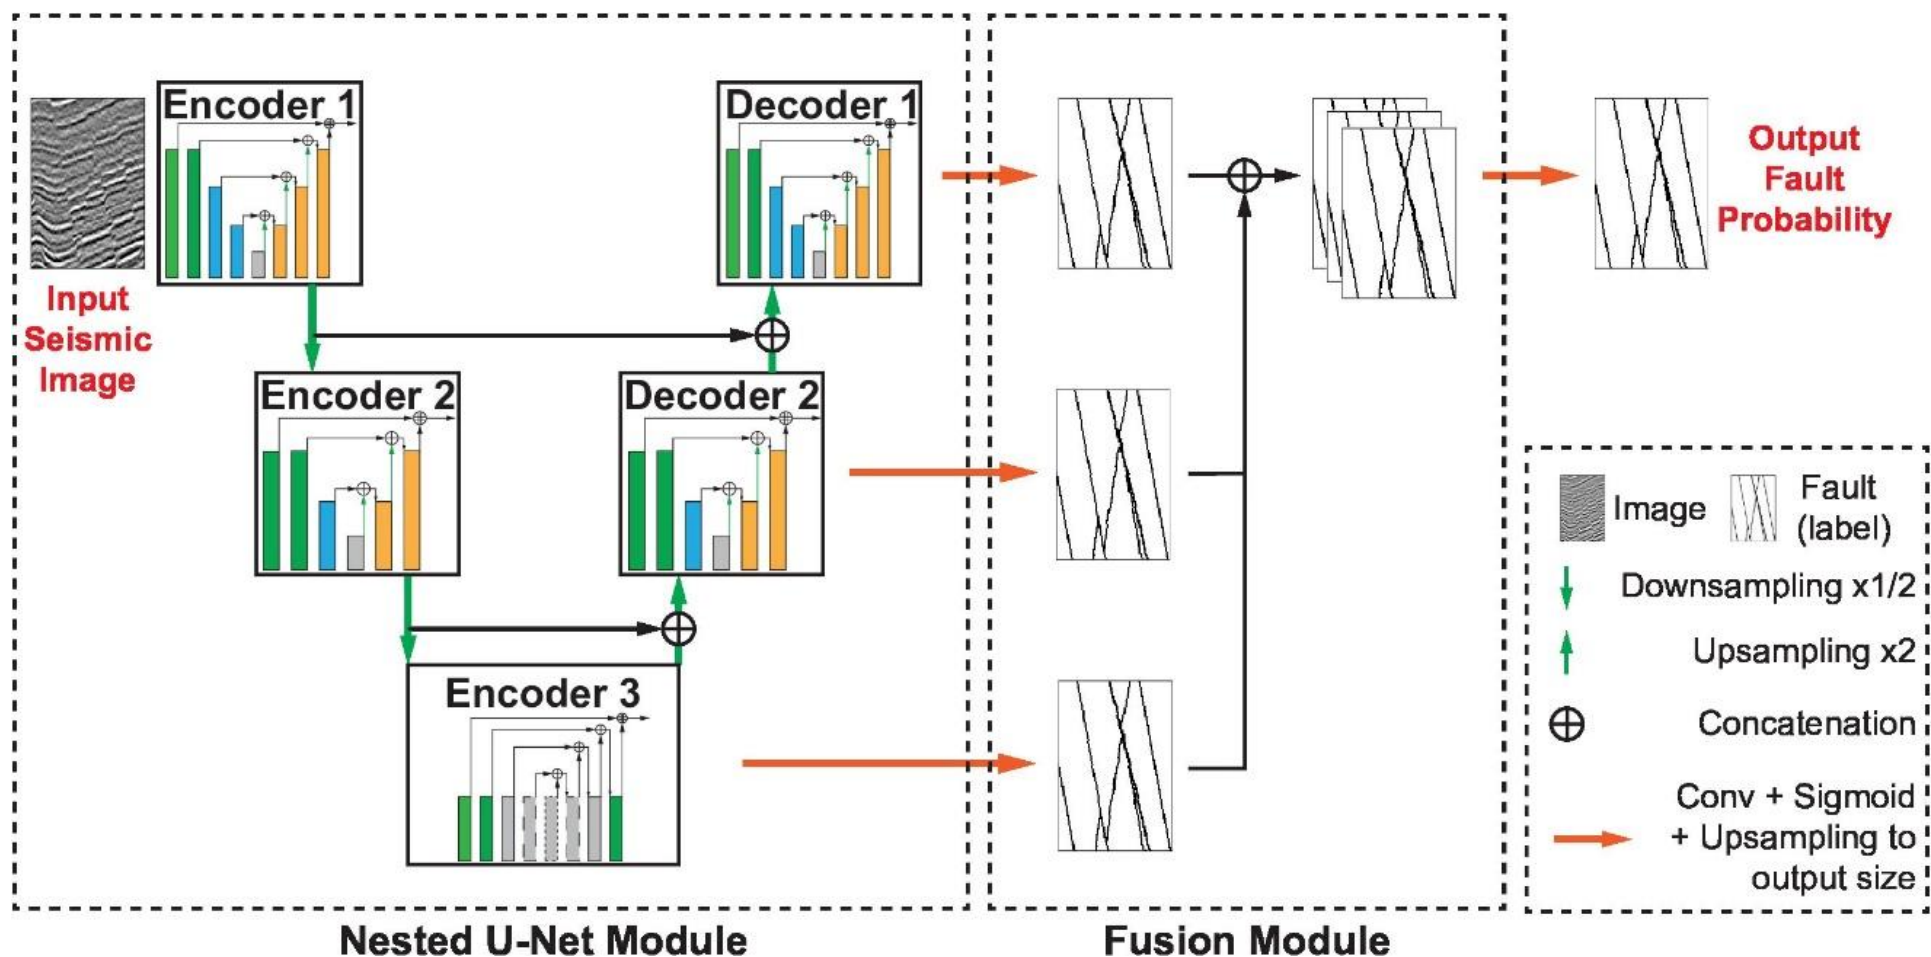 Encoder 1
Decoder 1
Input
Seismic
Image
Output
Fault
Probability
Encoder 2
Decoder 2
Encoder 3
Image
Fault
(label)
Downsampling x1/2
Upsampling x2
Concatenation
Conv + Sigmoid
+ Upsampling to
output size
Nested U-Net Module
Fusion Module